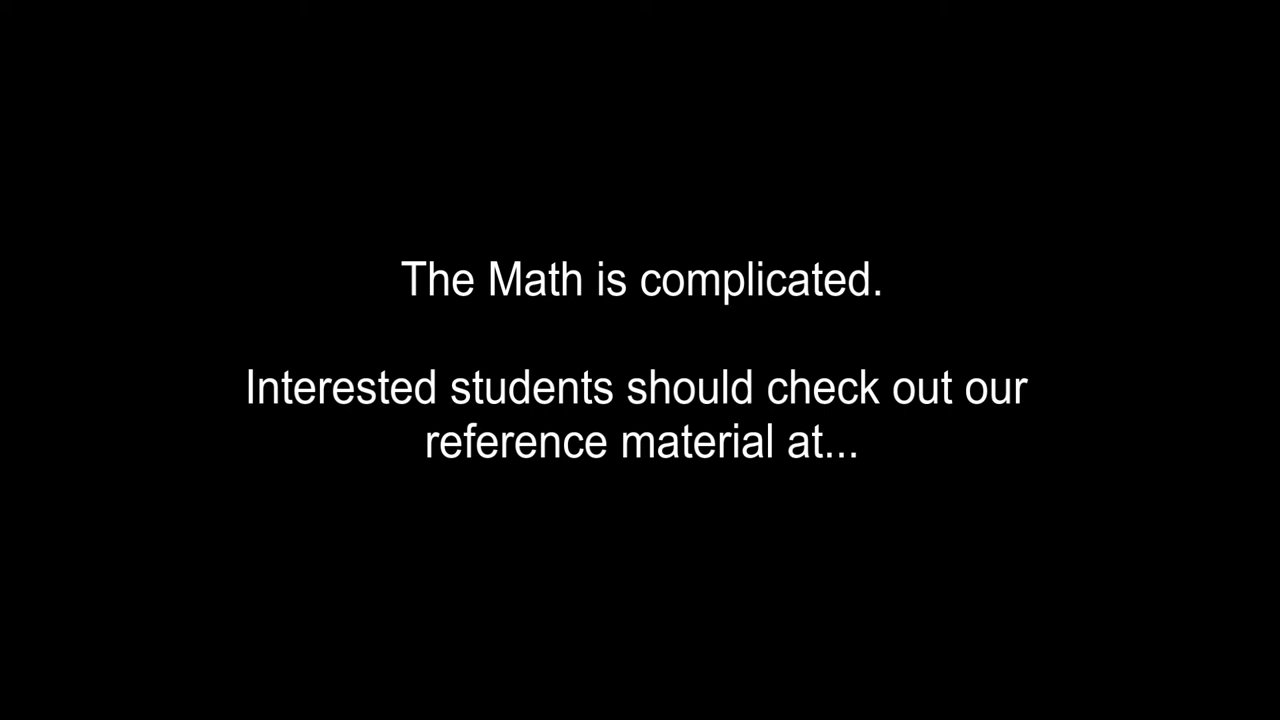 The Math is complicated.
Interested students should check out our
reference material at...